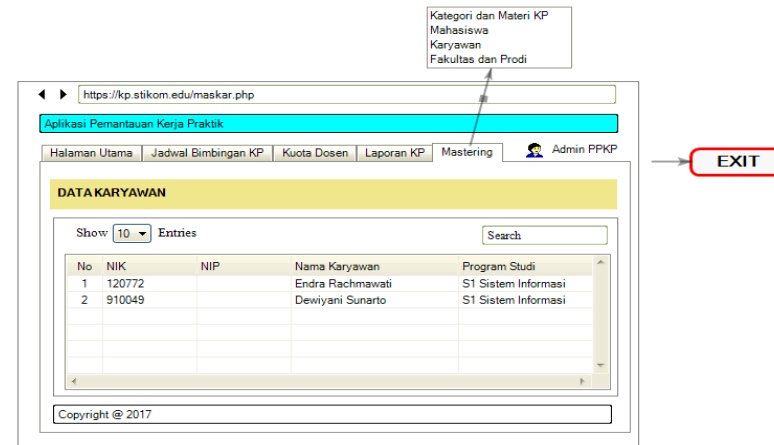 Kategori dan Materi KP
Mahasiswa
Karyawan
Fakultas dan Prodi
https://kp.stikom.edu/maskar.php
Aplikasi Pemantauan Kerja Praktik
Halaman Utama Jadwal Bimbingan KP Kuota Dosen Laporan KP Mastering Admin PPKP
EXIT
DATA KARYAWAN
Show 10 Entries Search
No NIK NIP Nama Karyawan Program Studi
1 120772 Endra Rachmawati S1 Sistem Informasi
2 910049 Dewiyani Sunarto S1 Sistem Informasi
Copyright @ 2017